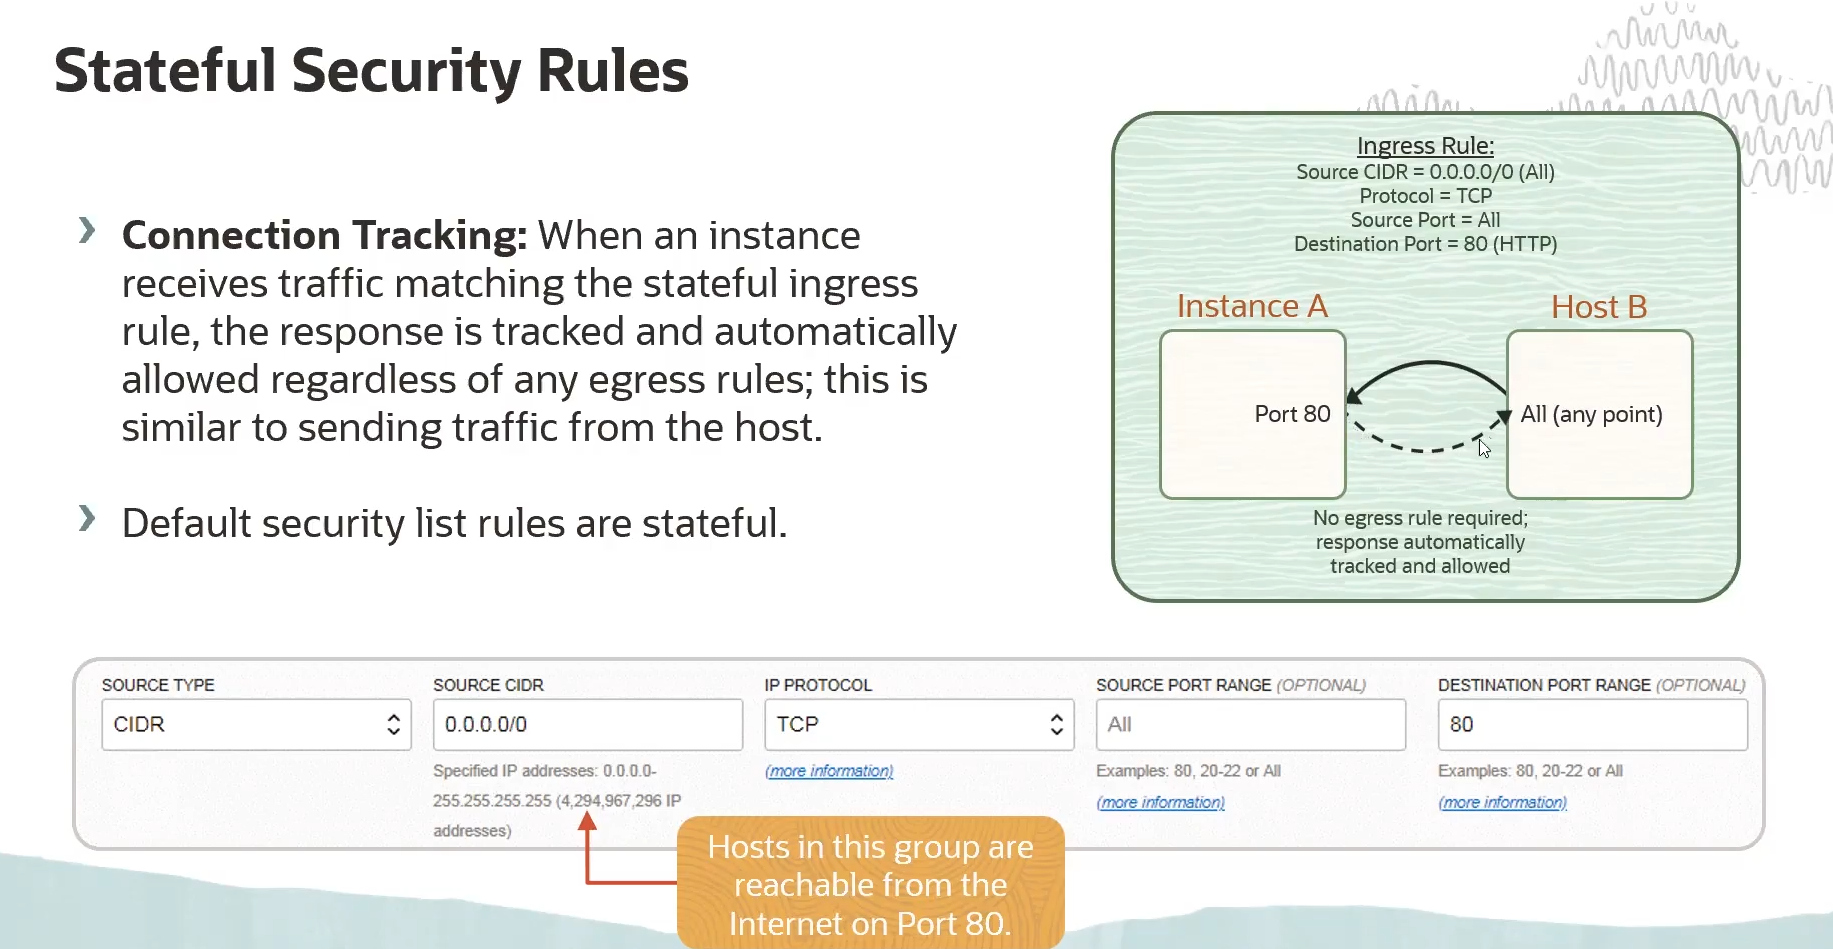 Stateful Security Rules
Connection Tracking: When an instance
receives traffic matching the stateful ingress
rule, the response is tracked and automatically
allowed regardless of any egress rules; this is
similar to sending traffic from the host.
Default security list rules are stateful.
Ingress Rule:
Source CIDR = 0.0.0.0/0 (All)
Protocol = TCP
Source Port = All
Destination Port = 80 (HTTP)
Instance A
Host B
Port 80
All (any point)
No egress rule required;
response automatically
tracked and allowed
SOURCE TYPE
CIDR
SOURCE CIDR
0.0.0.0/0
Specified IP addresses: 0.0.0.0-
255.255.255.255 (4,294,967,296 IP
addresses)
IP PROTOCOL
TCP
(more information)
SOURCE PORT RANGE (OPTIONAL)
All
Examples: 80, 20-22 or All
(more information)
DESTINATION PORT RANGE (OPTIONAL)
80
Examples: 80, 20-22 or All
(more information)
Hosts in this group are
reachable from the
Internet on Port 80.